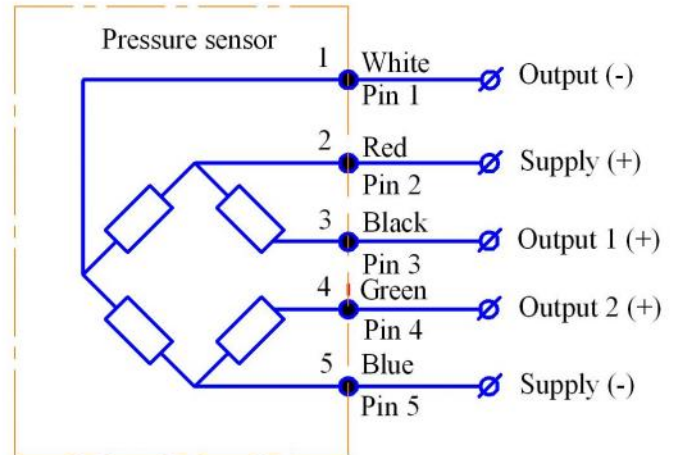 Pressure sensor
1 White Output (-)
Pin 1
2 Red Supply (+)
Pin 2
3 Black Output 1 (+)
Pin 3
4 Green Output 2 (+)
Pin 4
5 Blue Supply (-)
Pin 5